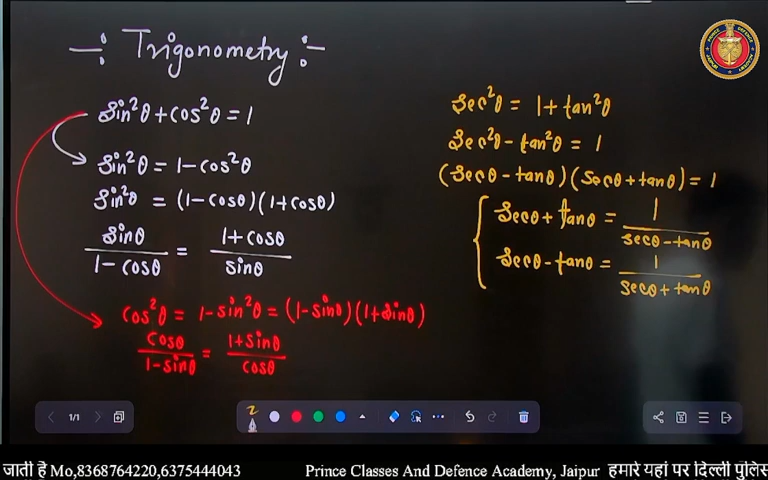 -: Trigonometry :-
sin²θ + cos²θ = 1
sin²θ = 1 - cos²θ
sin²θ = (1 - cosθ) (1 + cosθ)
sinθ / 1 - cosθ = 1 + cosθ / sinθ
cos²θ = 1 - sin²θ = (1 - sinθ) (1 + sinθ)
cosθ / 1 - sinθ = 1 + sinθ / cosθ
sec²θ = 1 + tan²θ
sec²θ - tan²θ = 1
(secθ - tanθ) (secθ + tanθ) = 1
secθ + tanθ = 1 / secθ - tanθ
secθ - tanθ = 1 / secθ + tanθ
1/1
जाती है Mo,8368764220,6375444043 Prince Classes And Defence Academy, Jaipur हमारे यहां पर दिल्ली पुलिस